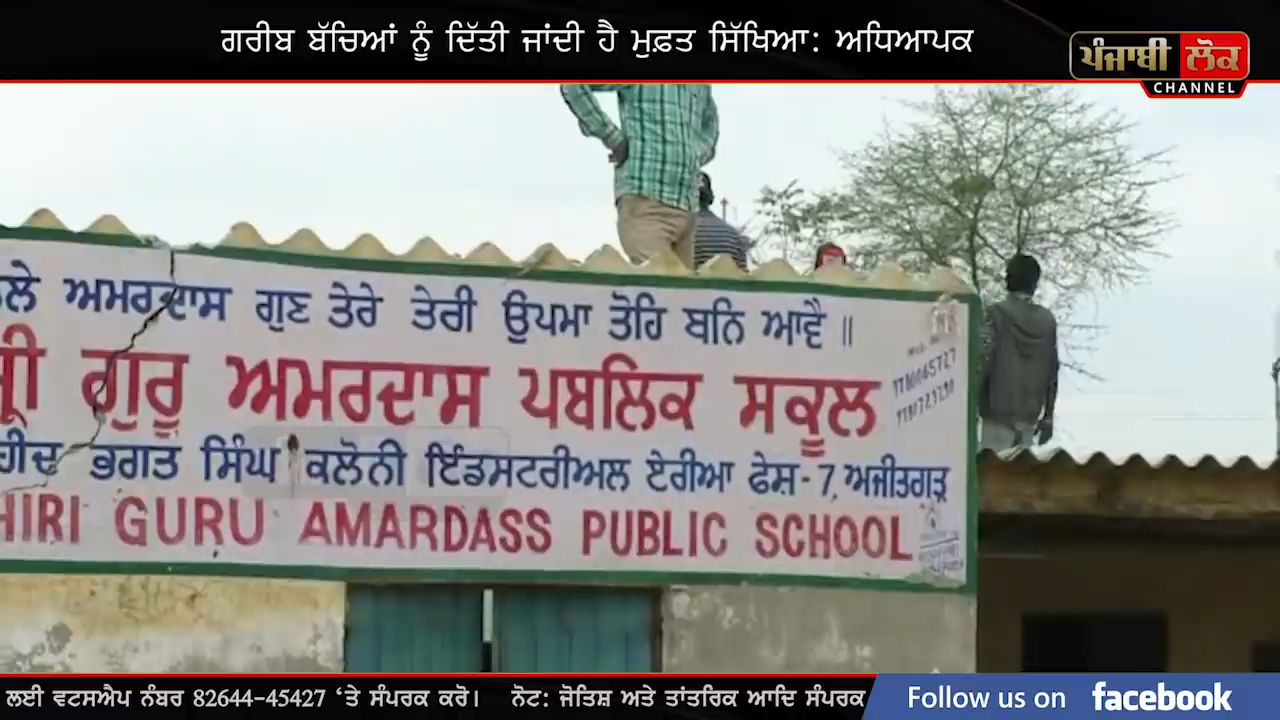 ਗਰੀਬ ਬੱਚਿਆਂ ਨੂੰ ਦਿੱਤੀ ਜਾਂਦੀ ਹੈ ਮੁਫ਼ਤ ਸਿੱਖਿਆ: ਅਧਿਆਪਕ
ਪੰਜਾਬੀ ਲੋਕ
CHANNEL
ਅਮਰਦਾਸ ਗੁਣ ਤੇਰੇ ਤੇਰੀ ਉਪਮਾ ਤੋਹਿ ਬਨਿ ਆਵੈ ॥
ਗੁਰੂ ਅਮਰਦਾਸ ਪਬਲਿਕ ਸਕੂਲ
ਭਗਤ ਸਿੰਘ ਕਲੋਨੀ ਇੰਡਸਟਰੀਅਲ ਏਰੀਆ ਫੇਸ-7, ਅਜੀਤਗੜ੍ਹ
HIRI GURU AMARDASS PUBLIC SCHOOL
ਲਈ ਵਟਸਐਪ ਨੰਬਰ 82644-45427 ‘ਤੇ ਸੰਪਰਕ ਕਰੋ। ਨੋਟ: ਜੋਤਿਸ਼ ਅਤੇ ਤਾਂਤਰਿਕ ਆਦਿ ਸੰਪਰਕ
Follow us on facebook